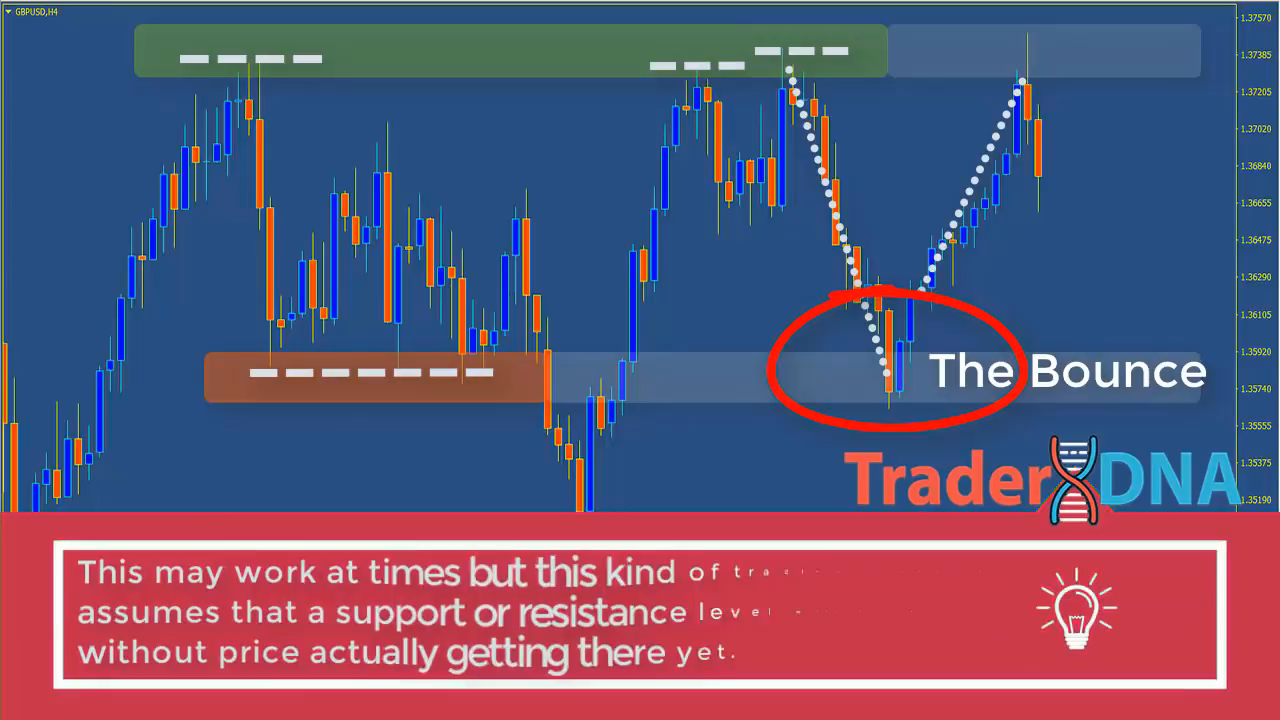 GBPUSD,H4
1.37570
1.37385
1.37205
1.37020
1.36840
1.36655
1.36475
1.36290
1.36105
1.35920
1.35740
1.35555
1.35375
1.35190
The Bounce
Trader DNA
This may work at times but this kind of
assumes that a support or resistance
without price actually getting there yet.